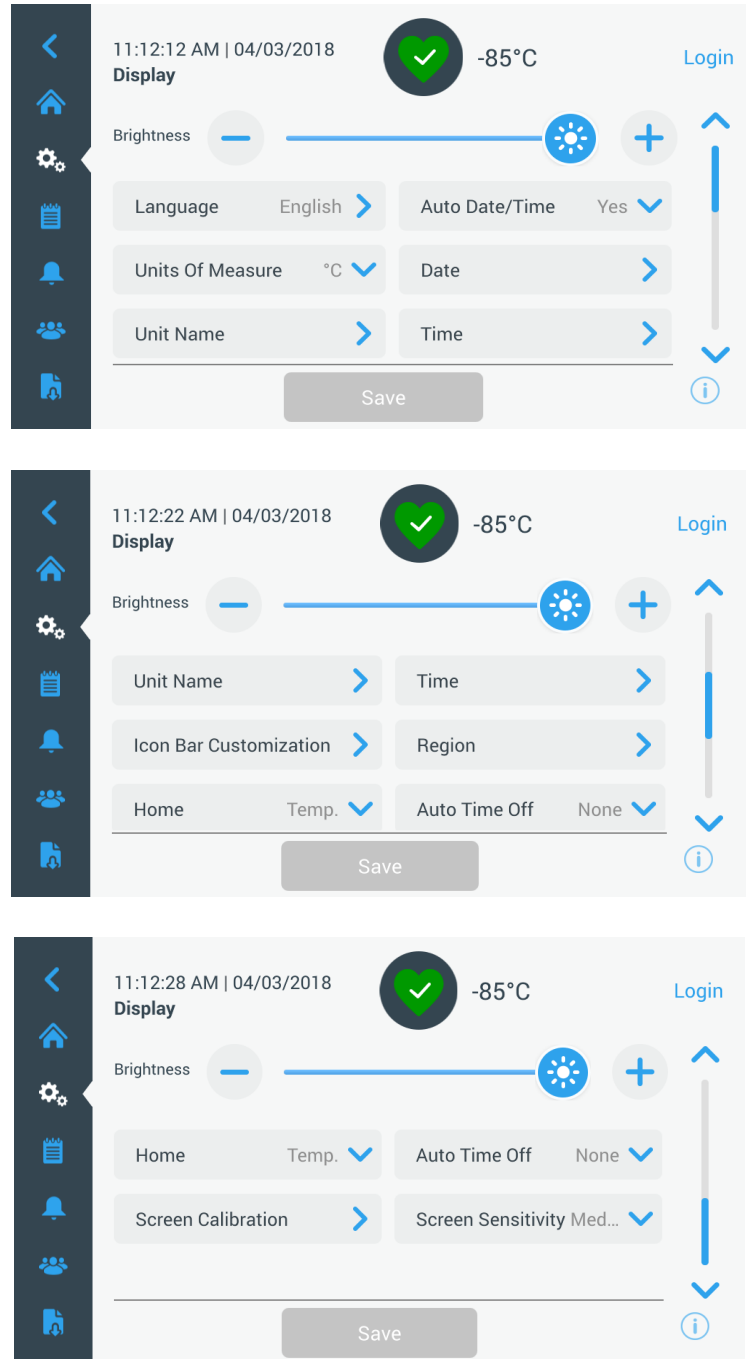 11:12:12 AM | 04/03/2018
Display
-85°C
Login
Brightness
Language English
Auto Date/Time Yes
Units Of Measure °C
Date
Unit Name
Time
Save
11:12:22 AM | 04/03/2018
Display
-85°C
Login
Brightness
Unit Name
Time
Icon Bar Customization
Region
Home Temp.
Auto Time Off None
Save
11:12:28 AM | 04/03/2018
Display
-85°C
Login
Brightness
Home Temp.
Auto Time Off None
Screen Calibration
Screen Sensitivity Med...
Save